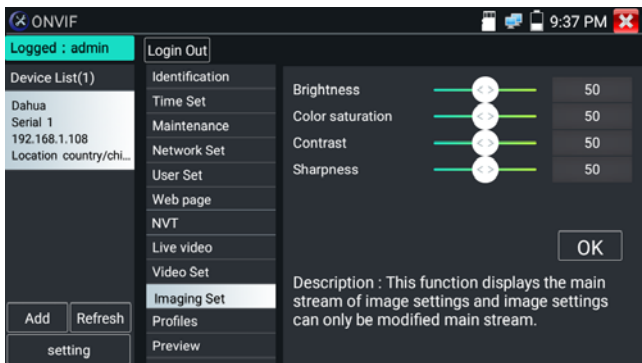 ONVIF
9:37 PM
Logged : admin
Login Out
Device List(1)
Dahua
Serial 1
192.168.1.108
Location country/chi...
Add
Refresh
setting
Identification
Time Set
Maintenance
Network Set
User Set
Web page
NVT
Live video
Video Set
Imaging Set
Profiles
Preview
Brightness 50
Color saturation 50
Contrast 50
Sharpness 50
OK
Description : This function displays the main
stream of image settings and image settings
can only be modified main stream.